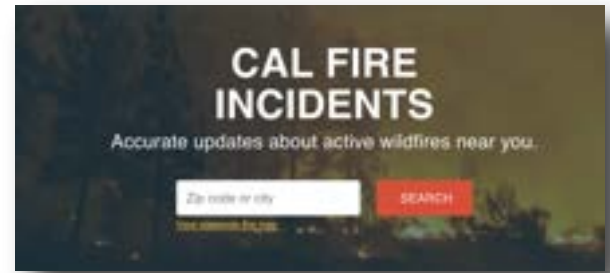 CAL FIRE
INCIDENTS
Accurate updates about active wildfires near you.
Zip code or city
SEARCH